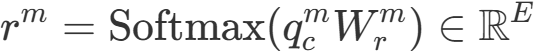 r^m = Softmax(q_c^m W_r^m) ∈ ℝ^E